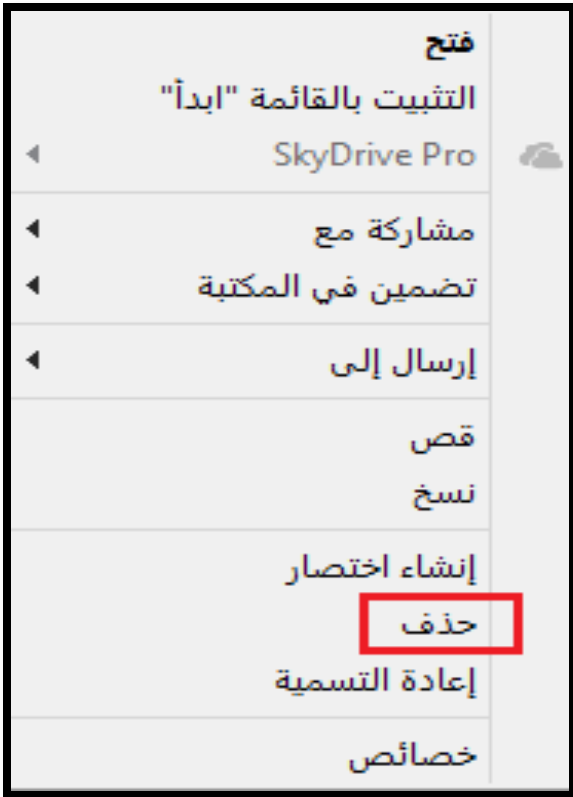 فتح
التثبيت بالقائمة "ابدأ"
SkyDrive Pro
مشاركة مع
تضمين في المكتبة
إرسال إلى
قص
نسخ
إنشاء اختصار
حذف
إعادة التسمية
خصائص